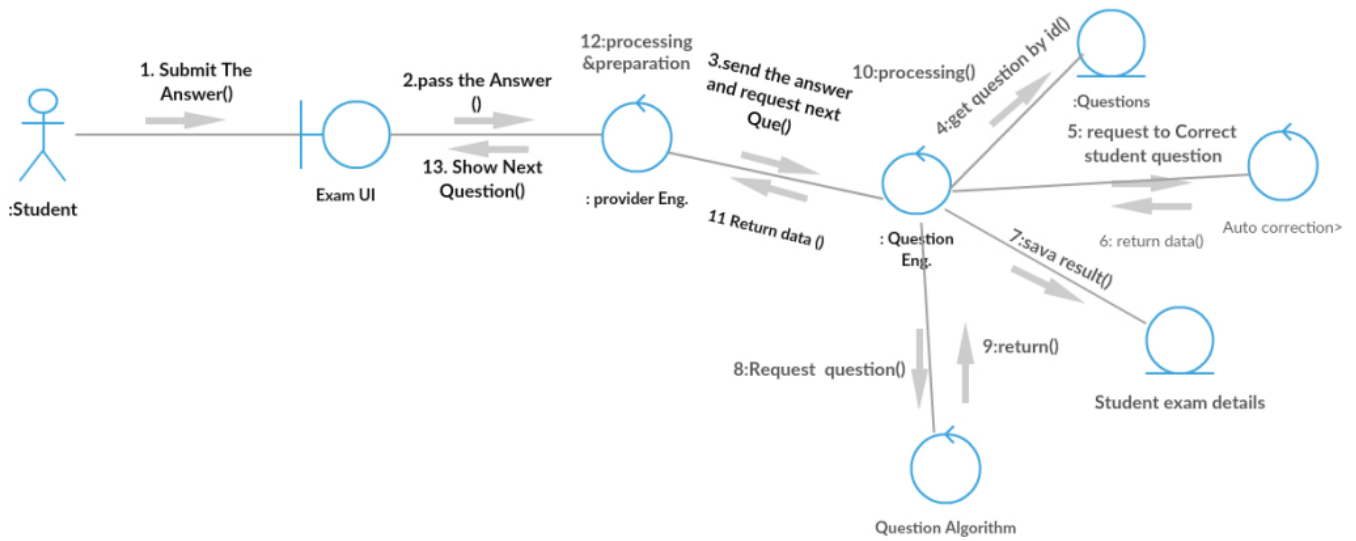 1. Submit The
Answer()
:Student
Exam UI
2.pass the Answer
()
13. Show Next
Question()
12:processing
&preparation
: provider Eng.
3.send the answer
and request next
Que()
11 Return data ()
10:processing()
: Question
Eng.
4:get question by id()
:Questions
5: request to Correct
student question
6: return data()
Auto correction>
7:sava result()
Student exam details
8:Request question()
9:return()
Question Algorithm